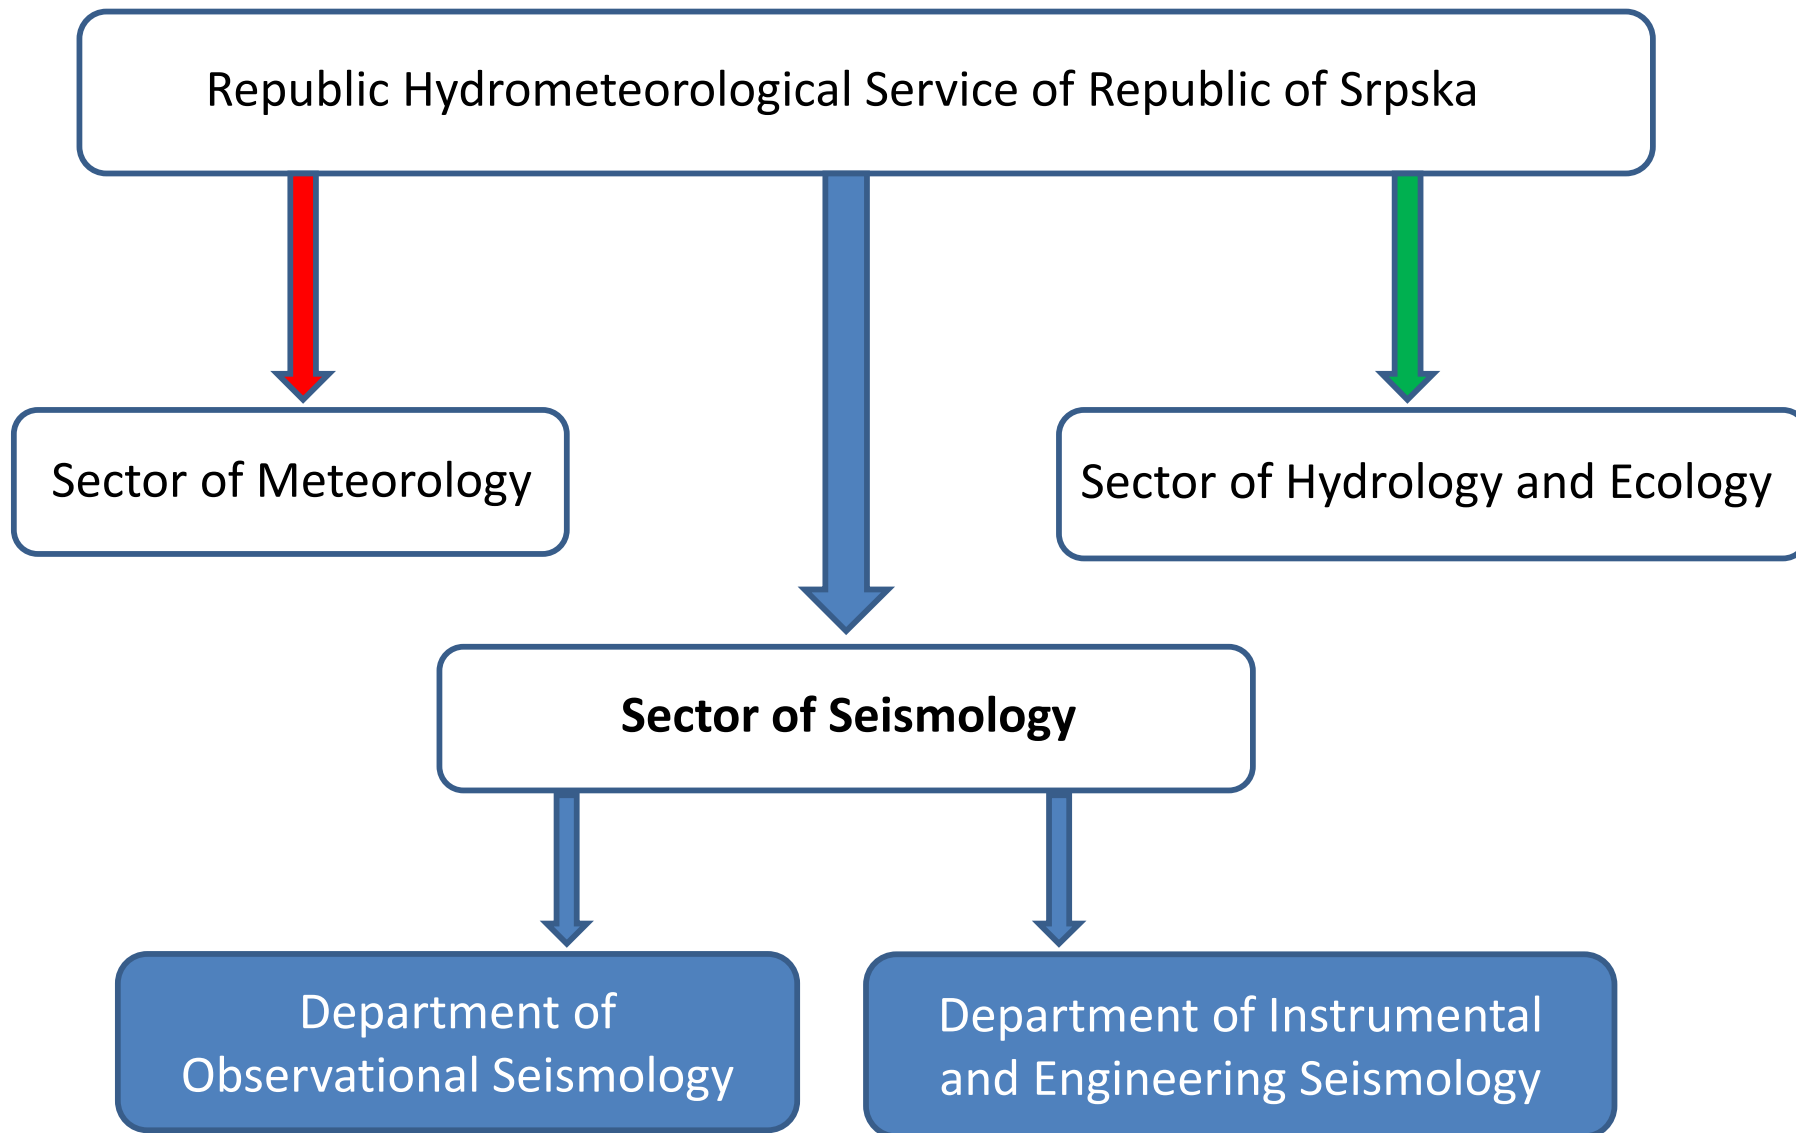 Republic Hydrometeorological Service of Republic of Srpska
Sector of Meteorology
Sector of Hydrology and Ecology
Sector of Seismology
Department of
Observational Seismology
Department of Instrumental
and Engineering Seismology